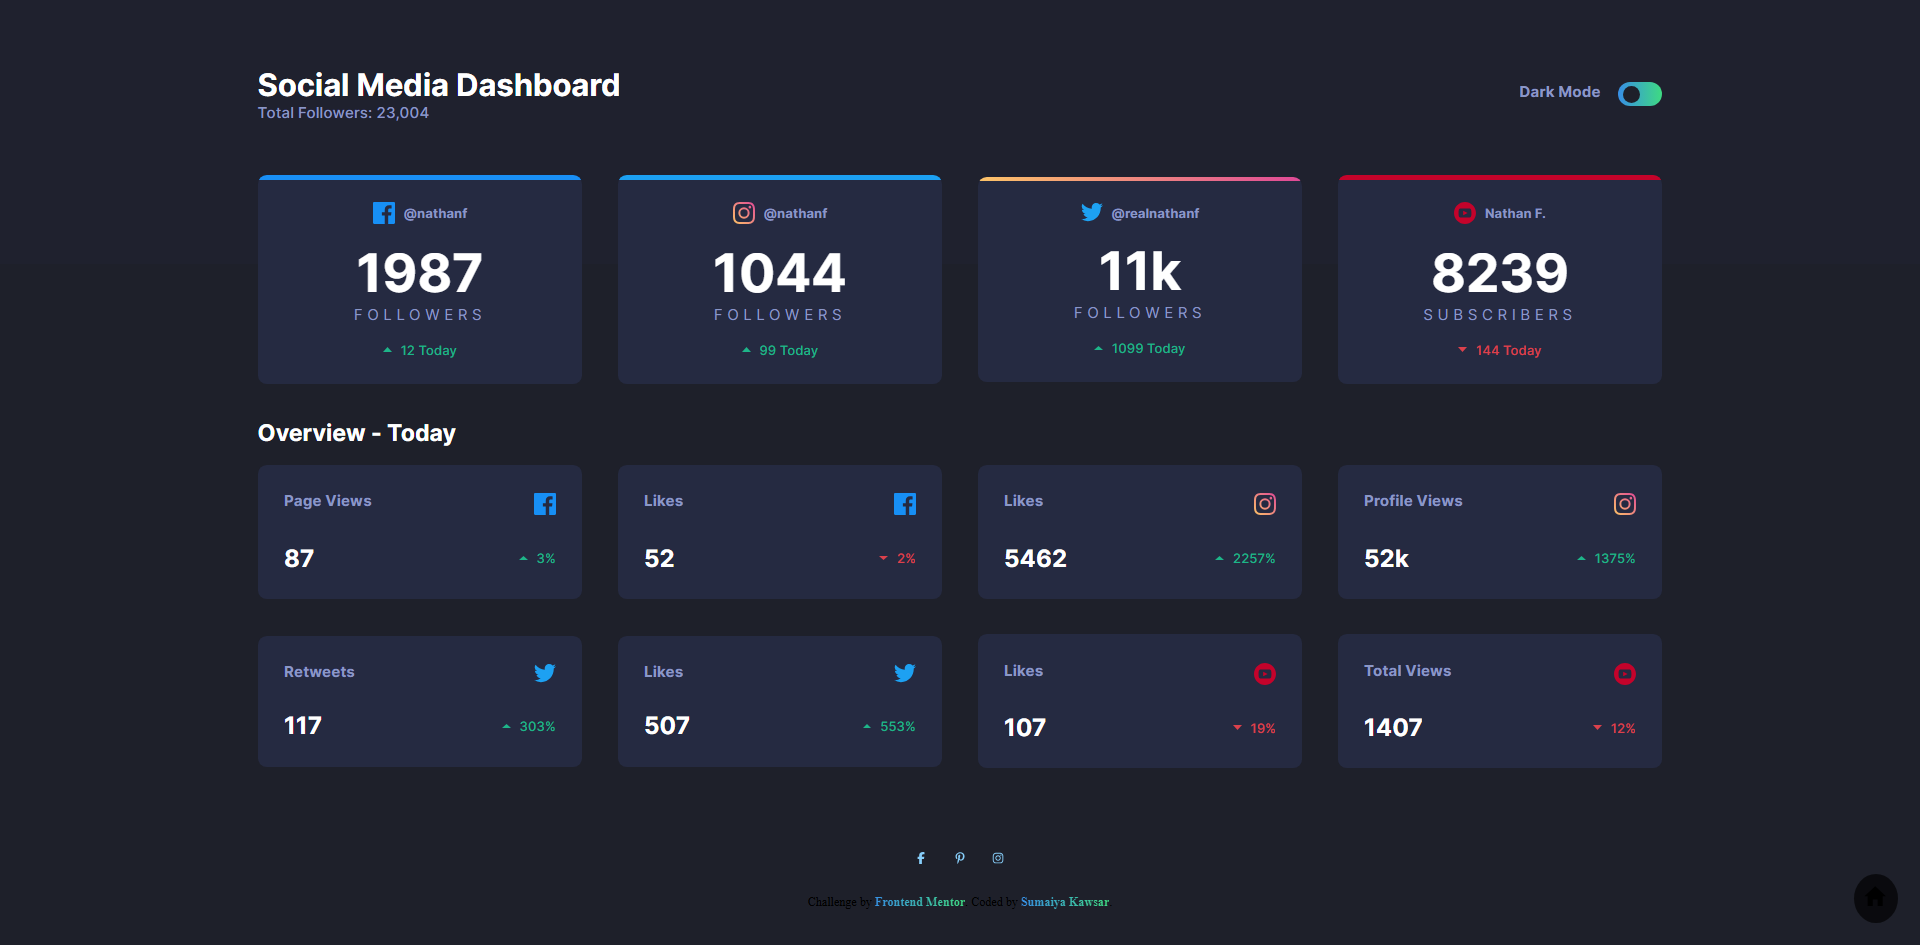 Social Media Dashboard
Total Followers: 23,004
Dark Mode
@nathanf
1987
FOLLOWERS
12 Today
@nathanf
1044
FOLLOWERS
99 Today
@realnathanf
11k
FOLLOWERS
1099 Today
Nathan F.
8239
SUBSCRIBERS
144 Today
Overview - Today
Page Views
87
3%
Likes
52
2%
Likes
5462
2257%
Profile Views
52k
1375%
Retweets
117
303%
Likes
507
553%
Likes
107
19%
Total Views
1407
12%
Challenge by Frontend Mentor. Coded by Sumaiya Kawsar